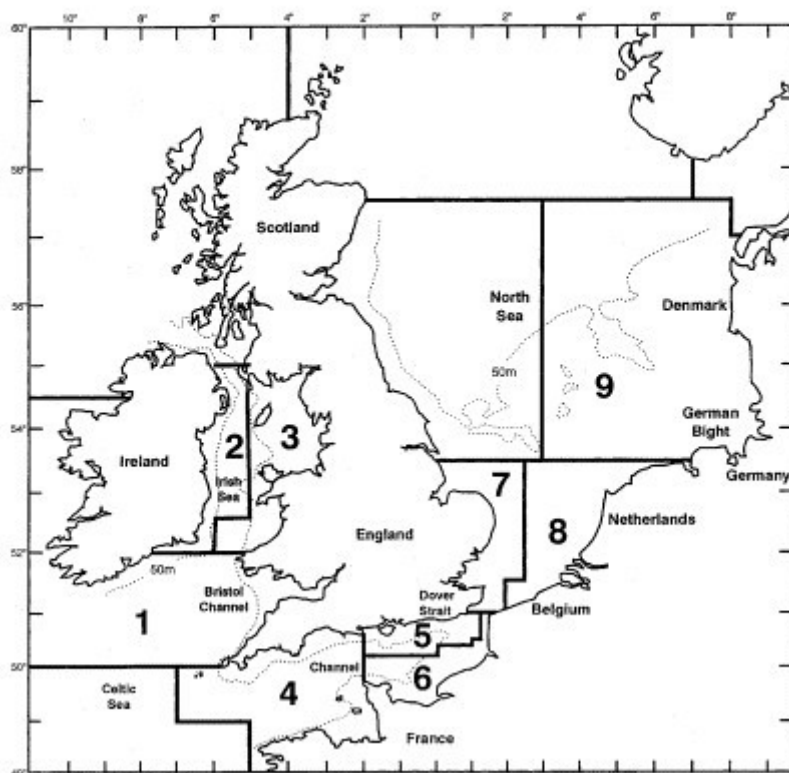 10° 8° 6° 4° 2° 0° 2° 4° 6° 8°
60°
58°
Scotland
North
Sea
Denmark
56°
50m
9
German
Bight
54°
2
3
Ireland
Irish
Sea
7
Germany
8
Netherlands
England
52°
50m
Bristol
Channel
Dover
Strait
Belgium
1
5
50°
Channel
6
Celtic
Sea
4
France